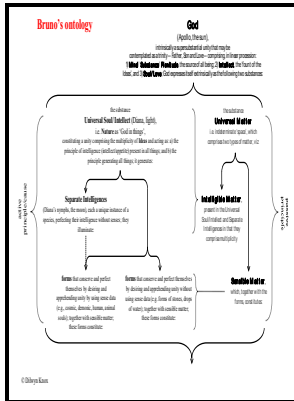 Bruno's ontology
God
(Apollo, the sun),
intrinsically a supersubstantial unity that may be
contemplated as a trinity – Father, Son and Love – comprising, in linear procession:
1) Mind, Substance, Plenitude, the source of all being; 2) Intellect, the fount of the
Ideas; and 3) Soul/Love. God expresses itself extrinsically as the following two substances:
the substance
Universal Soul/Intellect (Diana, light),
i.e. Nature as 'God in things',
constituting a unity comprising the multiplicity of Ideas and acting as: a) the
principle of intelligence (intellect/appetite) present in all things; and b) the
principle generating all things; it generates:
the substance
Universal Matter,
i.e. indeterminate 'space', which
comprises two types of matter, viz:
active
principle/cause
passive
principle
Separate Intelligences
(Diana's nymphs, the moon), each a unique instance of a
species, perfecting their intelligence without senses; they
illuminate:
Intelligible Matter,
present in the Universal
Soul/Intellect and Separate
Intelligences in that they
comprise multiplicity
forms that conserve and perfect
themselves by desiring and
apprehending unity by using sense data
(e.g., cosmic, demonic, human, animal
souls); together with sensible matter,
these forms constitute:
forms that conserve and perfect themselves
by desiring and apprehending unity without
using sense data (e.g. forms of stones, drops
of water); together with sensible matter,
these forms constitute:
Sensible Matter,
which, together with the
forms, constitutes:
© Dilwyn Knox